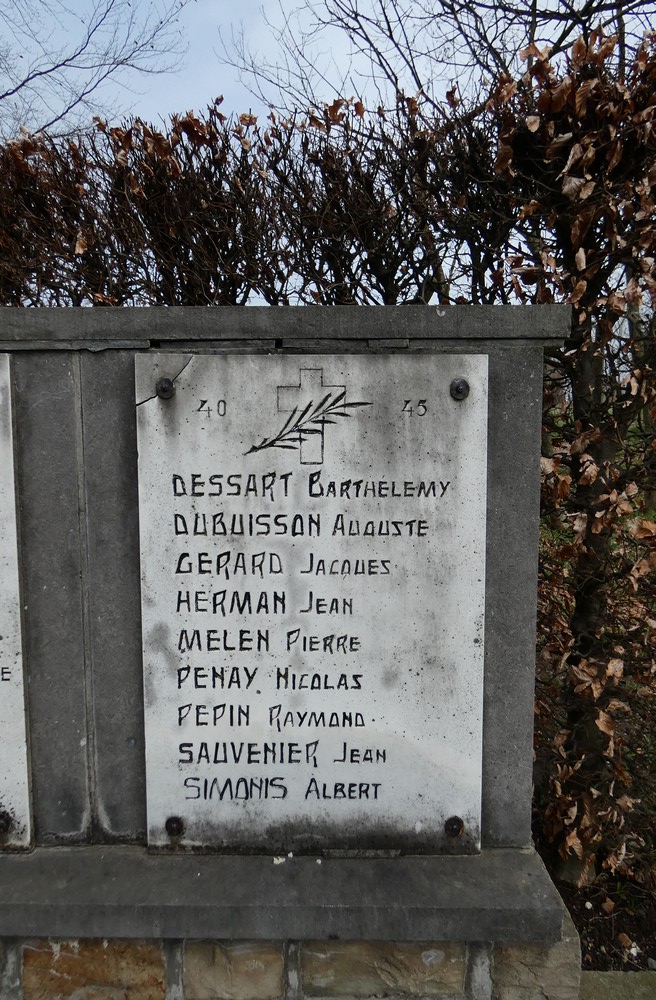 40 45
DESSART BARTHELEMY
DUBUISSON AUGUSTE
GERARD JACQUES
HERMAN JEAN
MELEN PIERRE
PENAY NICOLAS
PEPIN RAYMOND
SAUVENIER JEAN
SIMONIS ALBERT
E